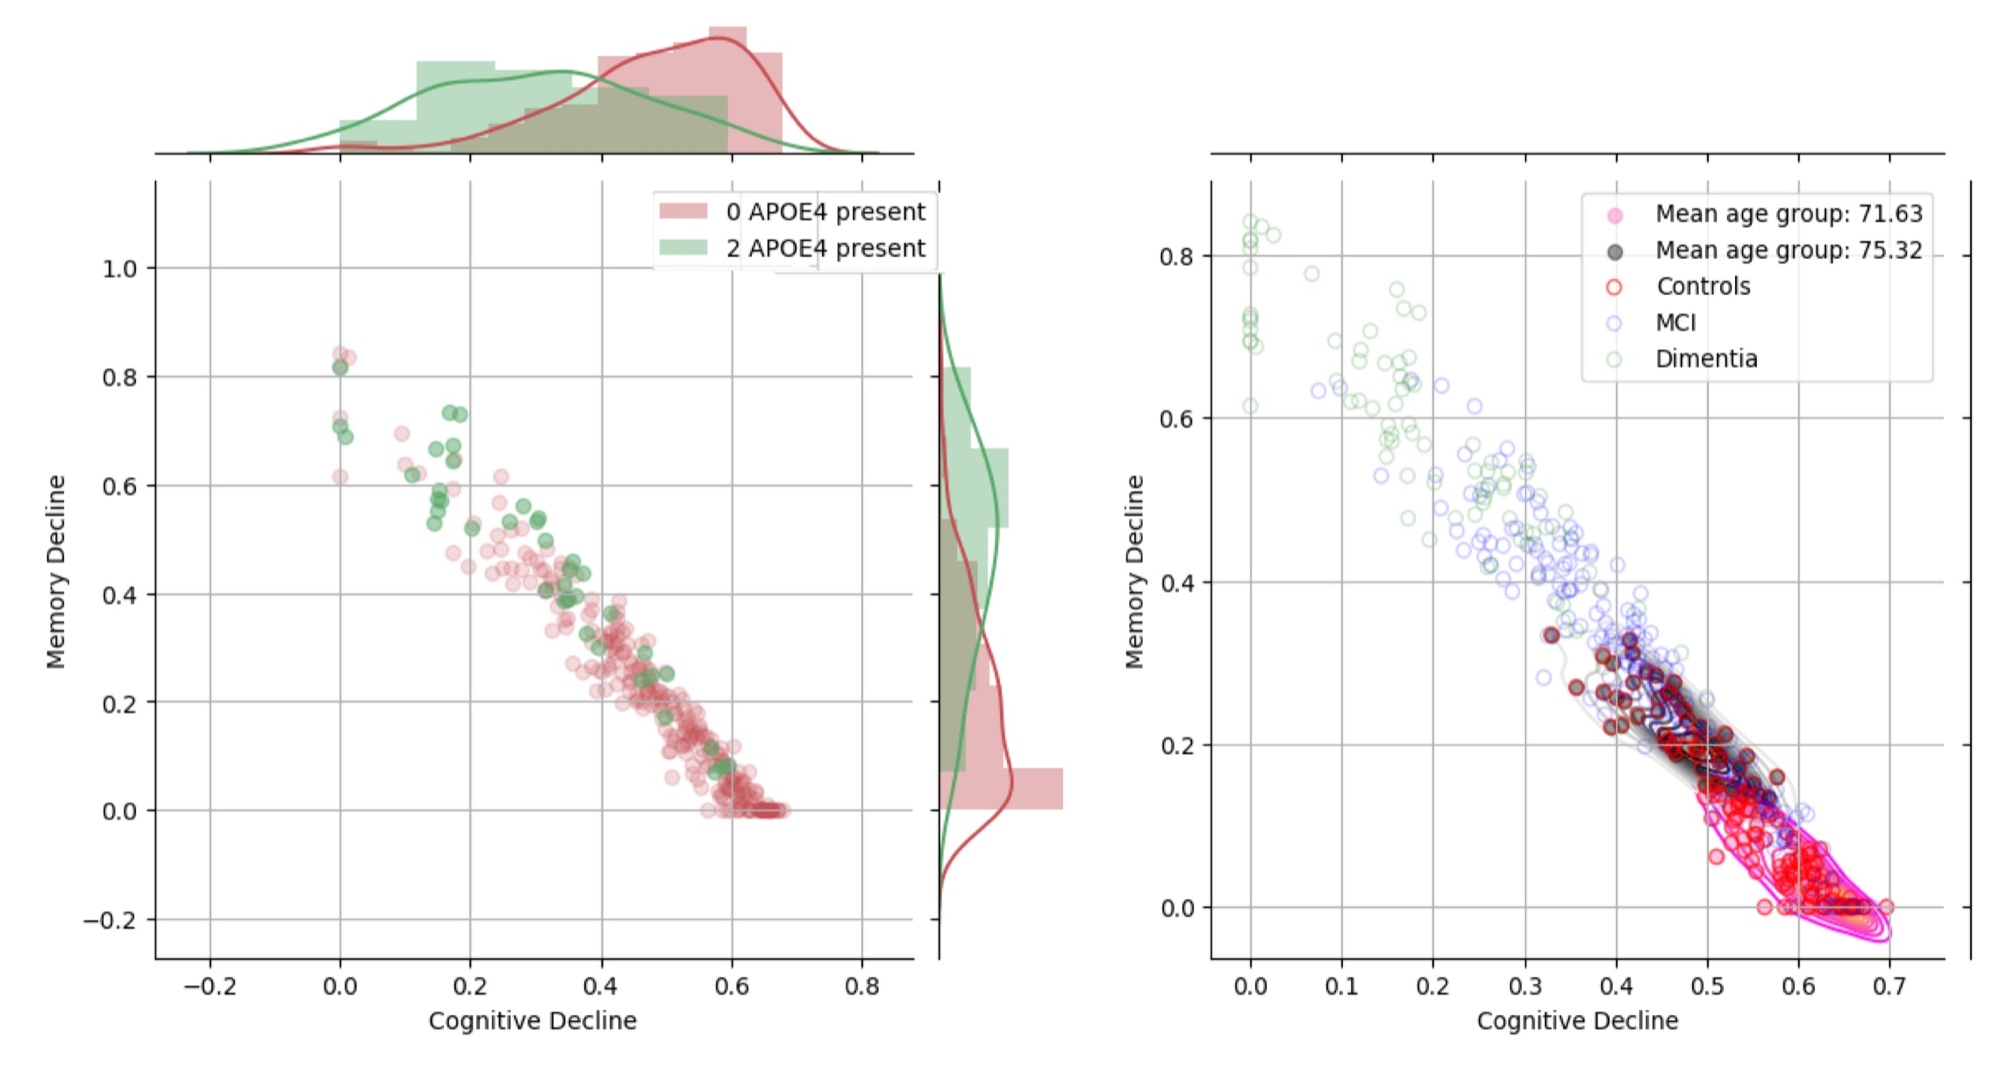 0 APOE4 present
2 APOE4 present
1.0
0.8
0.6
0.4
0.2
0.0
−0.2
Memory Decline
−0.2 0.0 0.2 0.4 0.6 0.8
Cognitive Decline
Mean age group: 71.63
Mean age group: 75.32
Controls
MCI
Dimentia
0.8
0.6
0.4
0.2
0.0
Memory Decline
0.0 0.1 0.2 0.3 0.4 0.5 0.6 0.7
Cognitive Decline